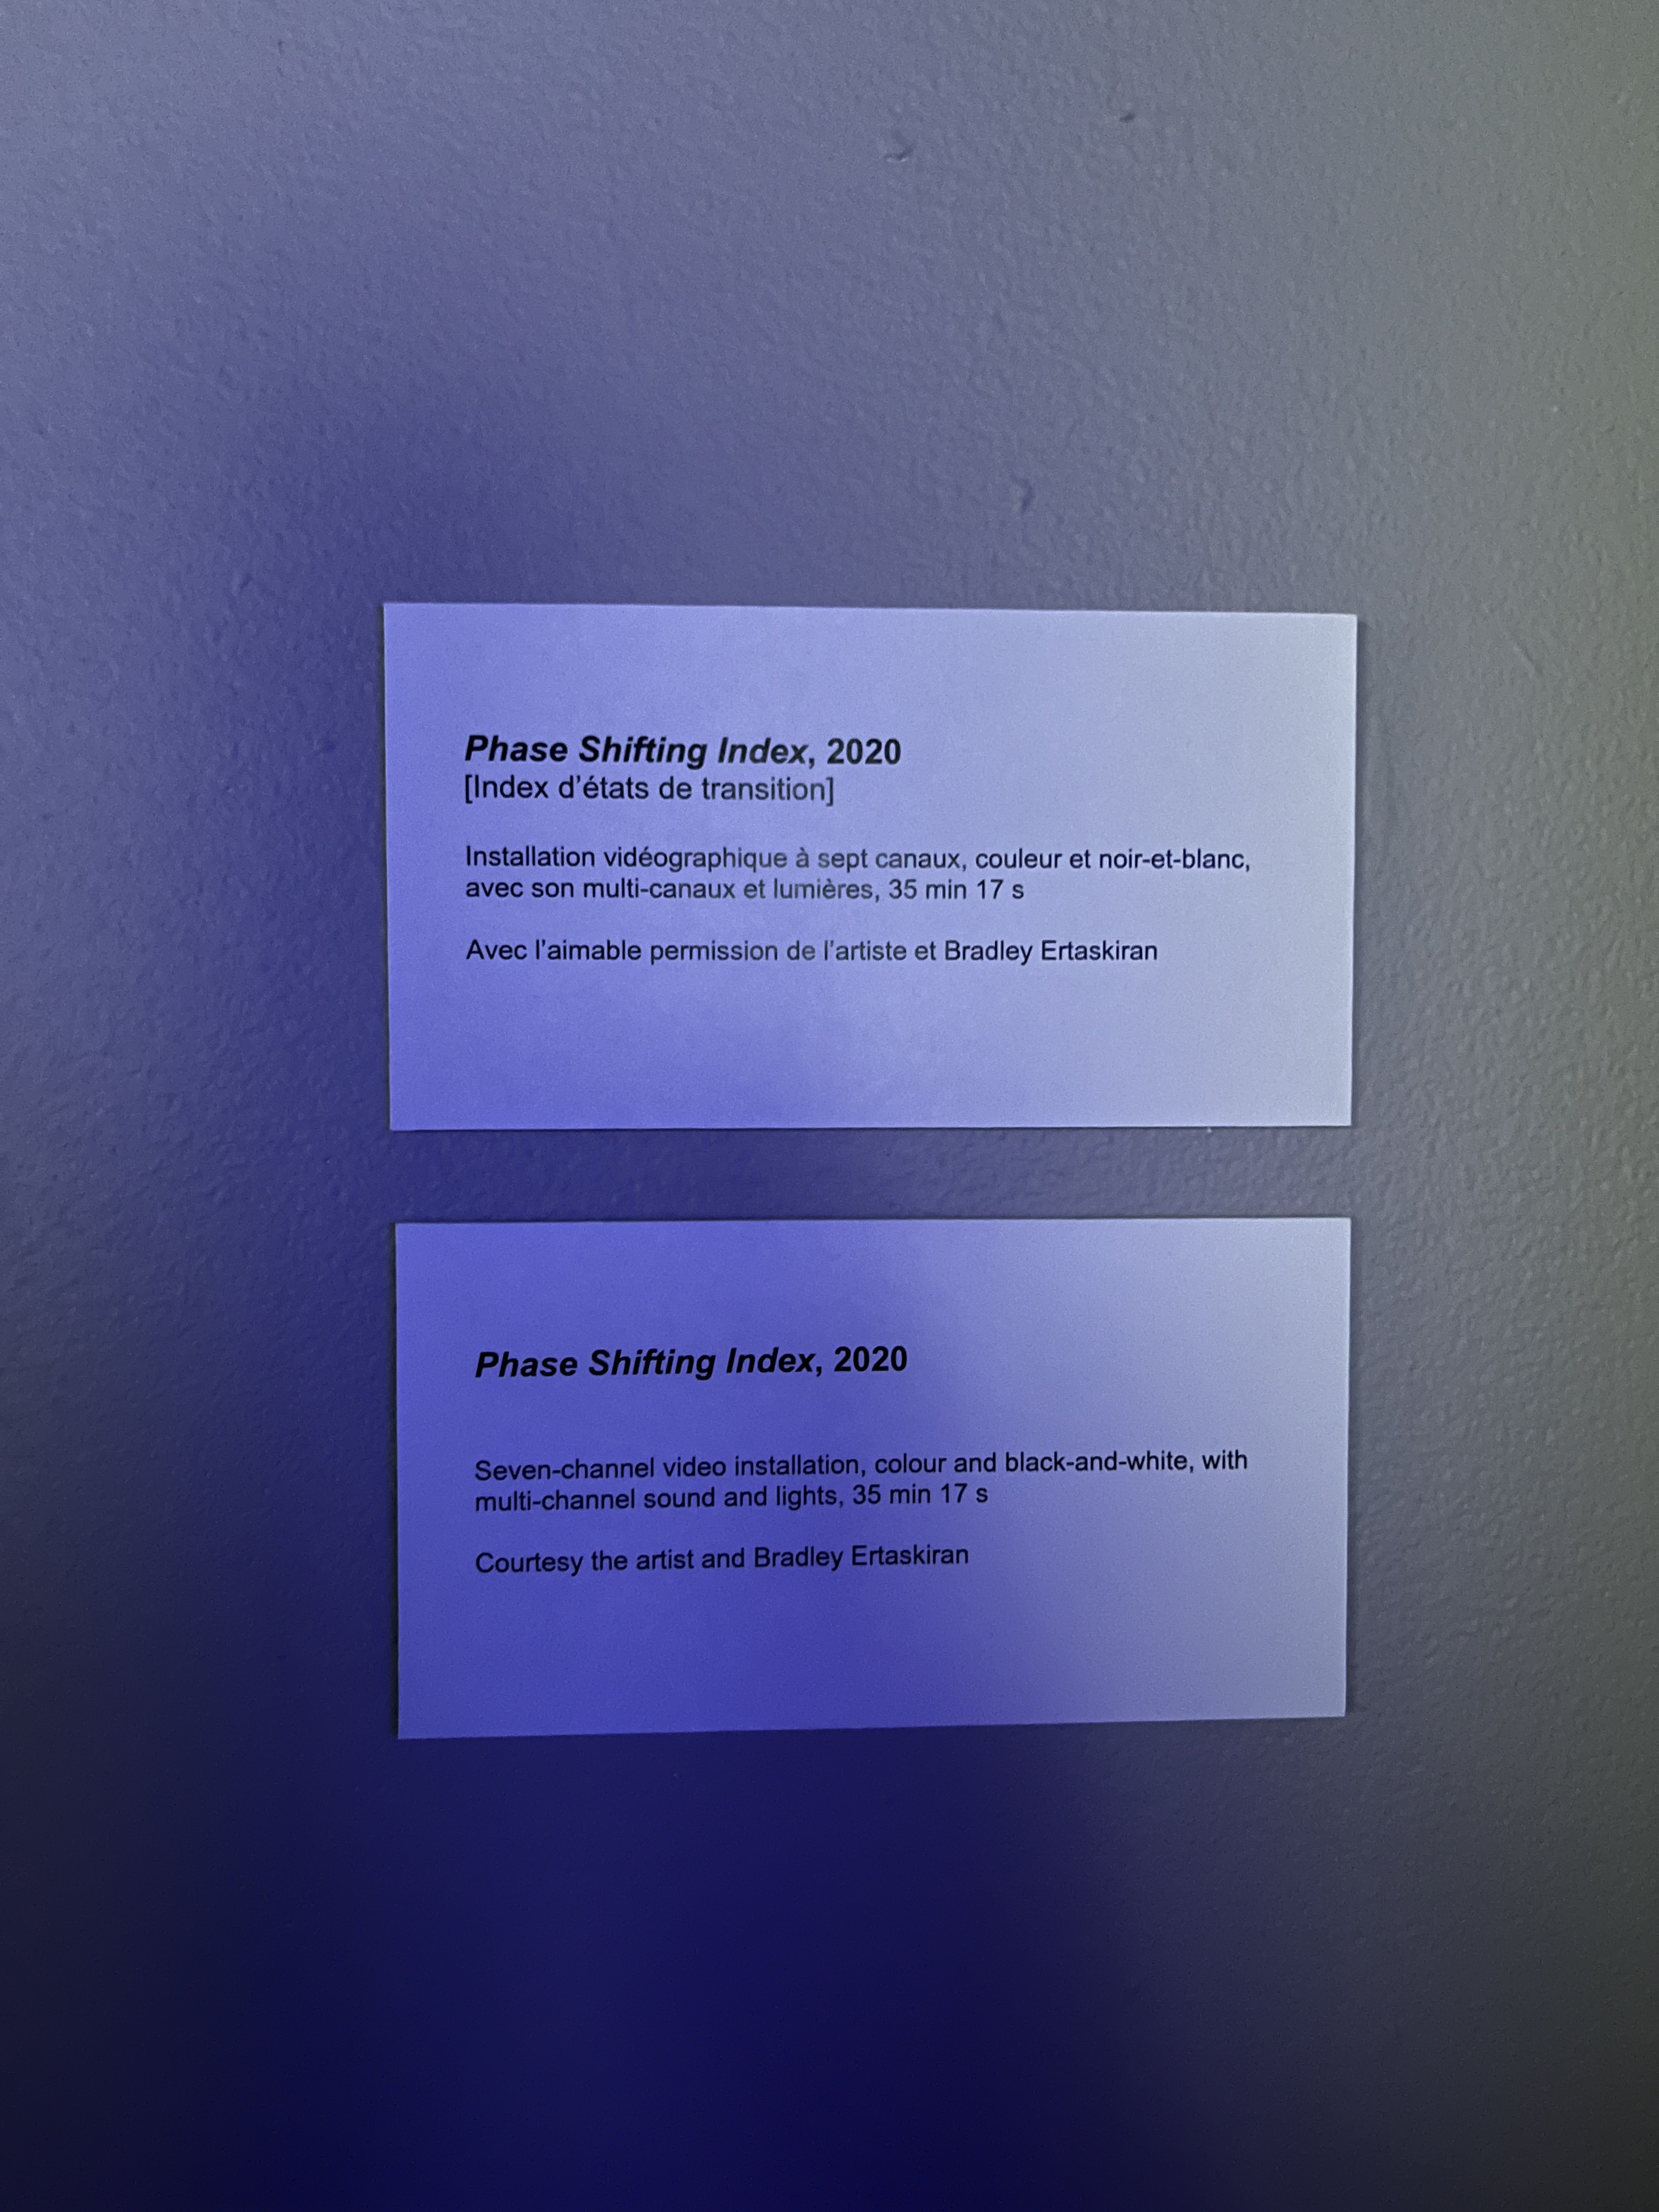 Phase Shifting Index, 2020
[Index d'états de transition]
Installation vidéographique à sept canaux, couleur et noir-et-blanc,
avec son multi-canaux et lumières, 35 min 17 s
Avec l'aimable permission de l'artiste et Bradley Ertaskiran
Phase Shifting Index, 2020
Seven-channel video installation, colour and black-and-white, with
multi-channel sound and lights, 35 min 17 s
Courtesy the artist and Bradley Ertaskiran